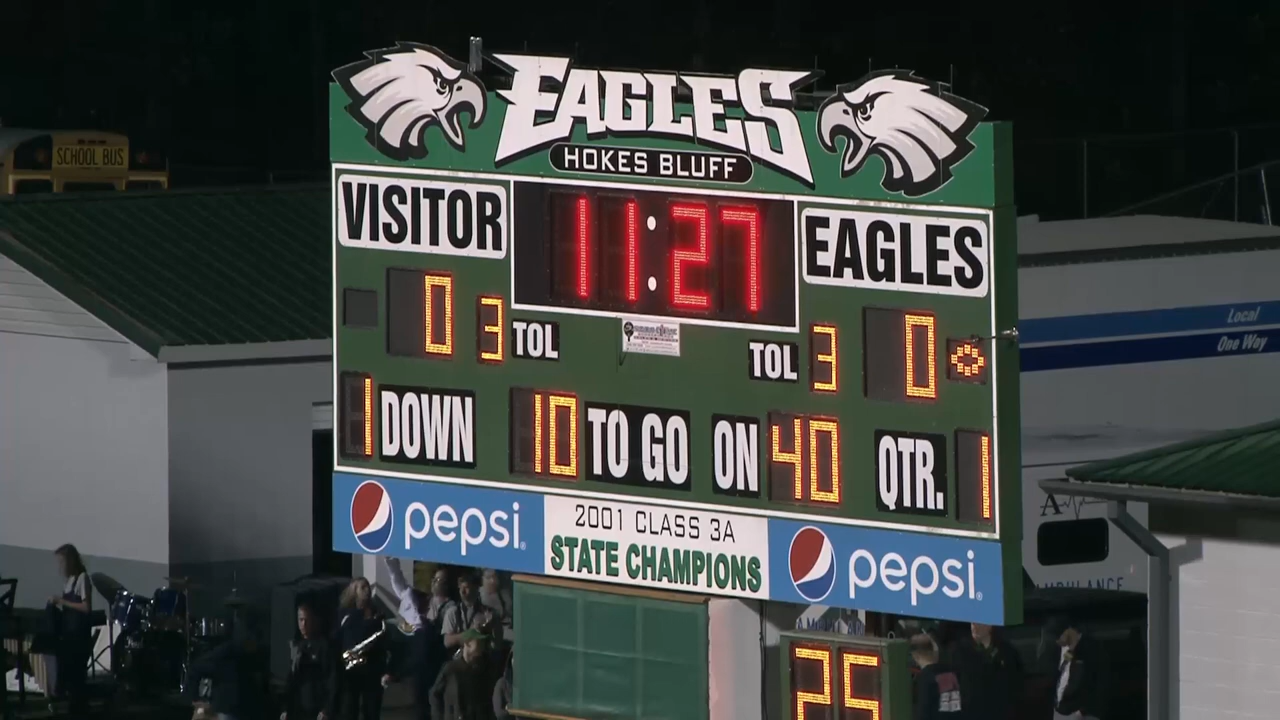 EAGLES
HOKES BLUFF
SCHOOL BUS
VISITOR
11:27
EAGLES
0
3
TOL
TOL
3
0
1 DOWN
10 TO GO ON 40
QTR. 1
pepsi
2001 CLASS 3A
STATE CHAMPIONS
pepsi
25
Local
One Way
AMBULANCE